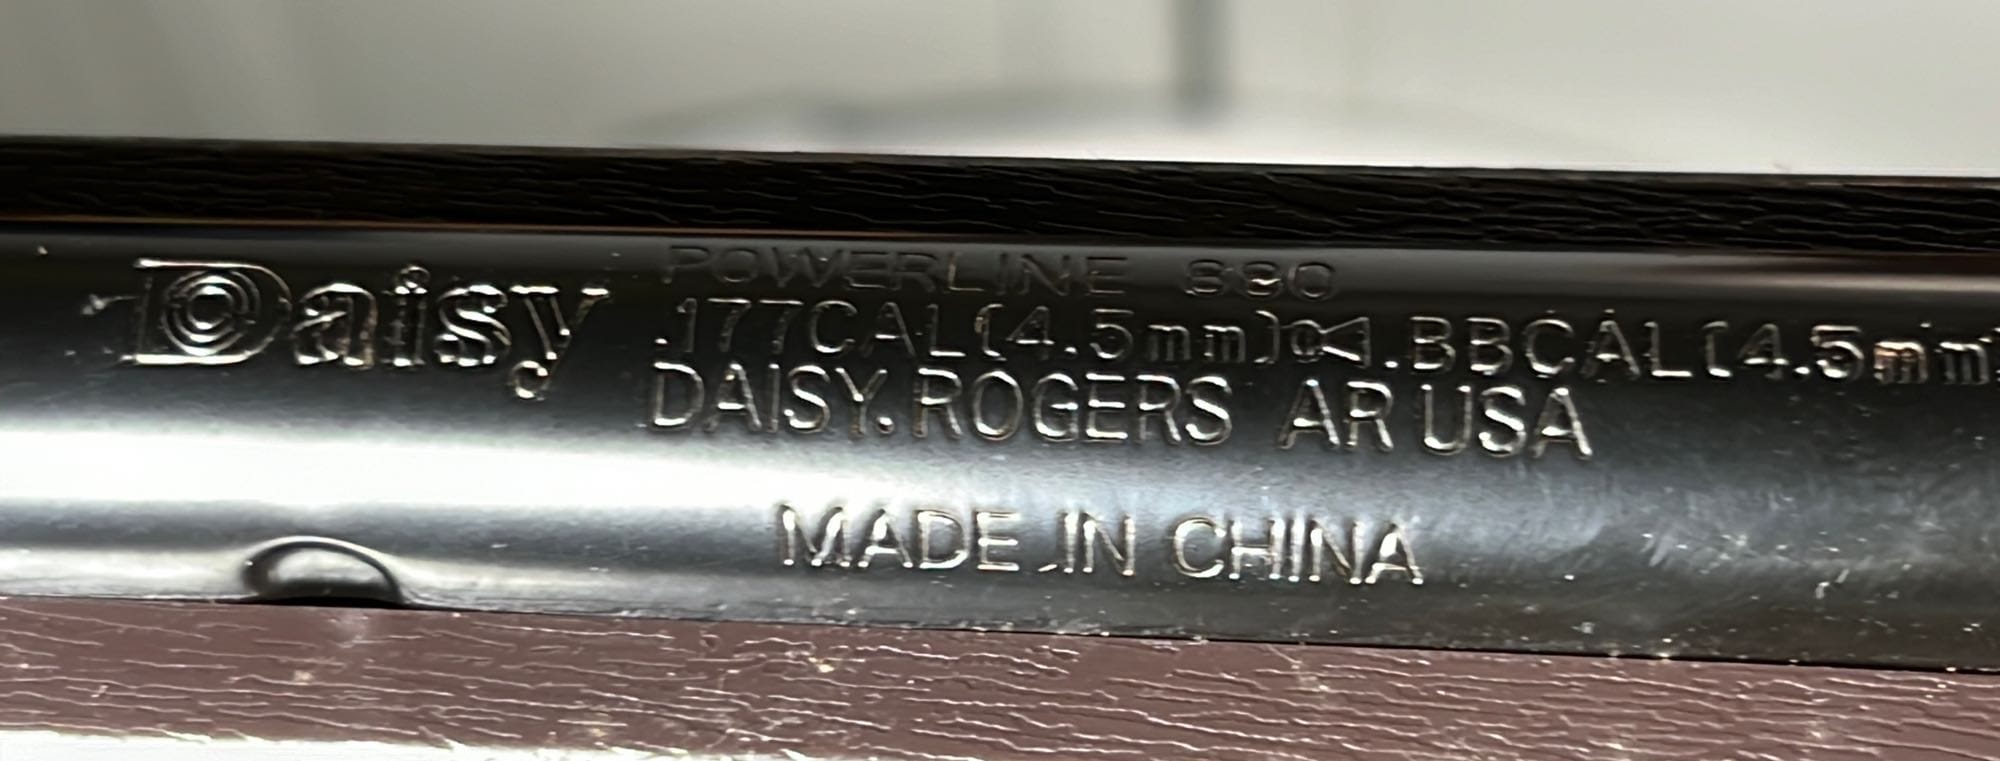 Daisy
POWERLINE 880
.177CAL(4.5mm) .BBCAL(4.5mm)
DAISY.ROGERS AR USA
MADE IN CHINA